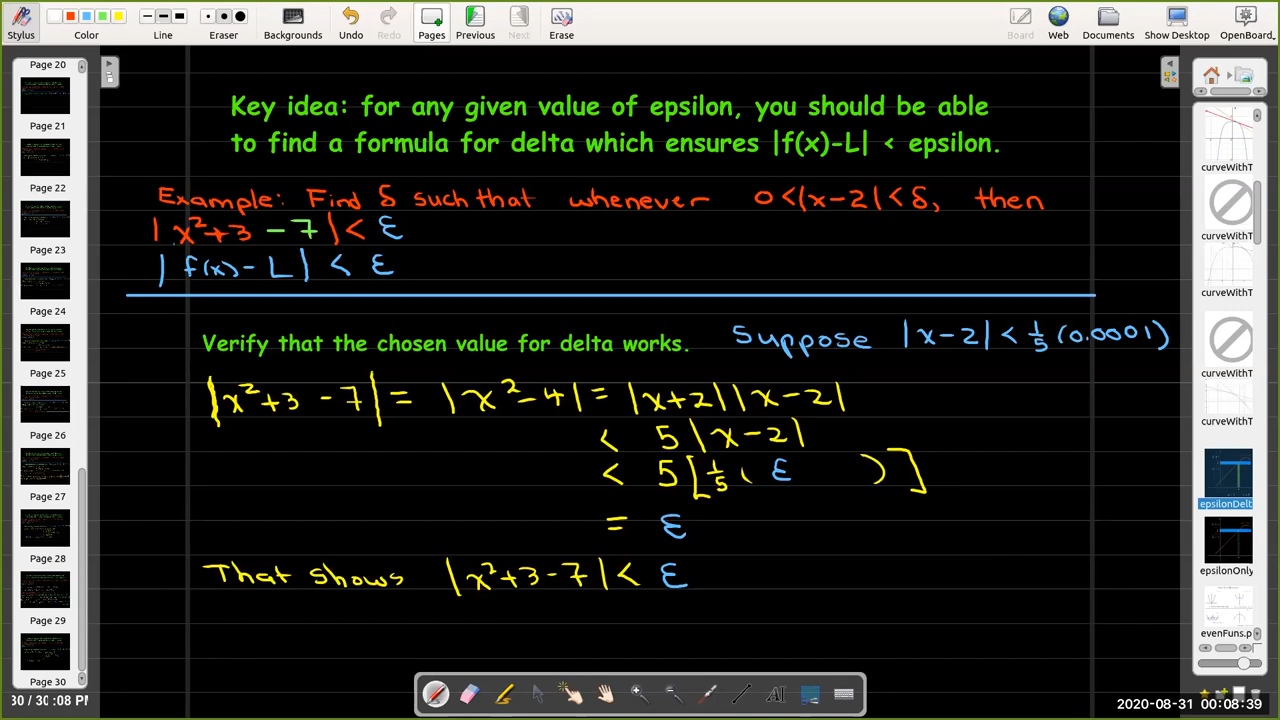 Stylus Color Line Eraser Backgrounds Undo Redo Pages Previous Next Erase Board Web Documents Show Desktop OpenBoard
Page 20
Page 21
Page 22
Page 23
Page 24
Page 25
Page 26
Page 27
Page 28
Page 29
Page 30
30 / 30
:08 PM
Key idea: for any given value of epsilon, you should be able
to find a formula for delta which ensures |f(x)-L| < epsilon.
Example: Find δ such that whenever 0<|x-2|<δ, then
|x²+3 - 7| < ε
|f(x) - L| < ε
Verify that the chosen value for delta works. Suppose |x-2| < 1/5 (0.0001)
|x²+3 - 7| = |x²-4| = |x+2||x-2|
< 5|x-2|
< 5[1/5( ε )]
= ε
That shows |x²+3-7| < ε
curveWithT
curveWithT
curveWithT
curveWithT
curveWithT
epsilonDelt
epsilonOnly
evenFuns.p
2020-08-31 00:08:39